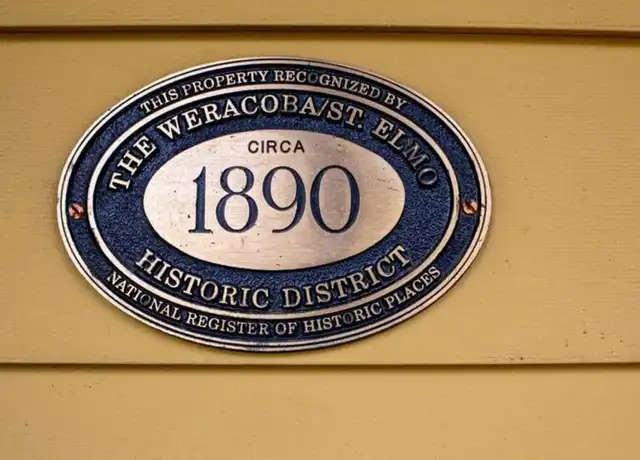 THIS PROPERTY RECOGNIZED BY
THE WERACOBA/ST. ELMO
CIRCA
1890
HISTORIC DISTRICT
NATIONAL REGISTER OF HISTORIC PLACES